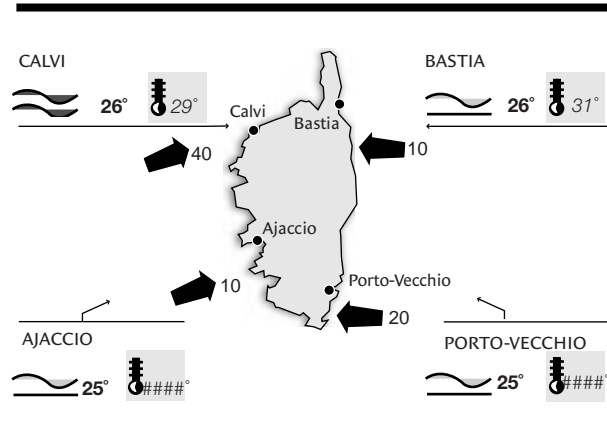 CALVI
BASTIA
26° 29°
26° 31°
Calvi
Bastia
40
10
Ajaccio
10
Porto-Vecchio
20
AJACCIO
PORTO-VECCHIO
25° ####°
25° ####°